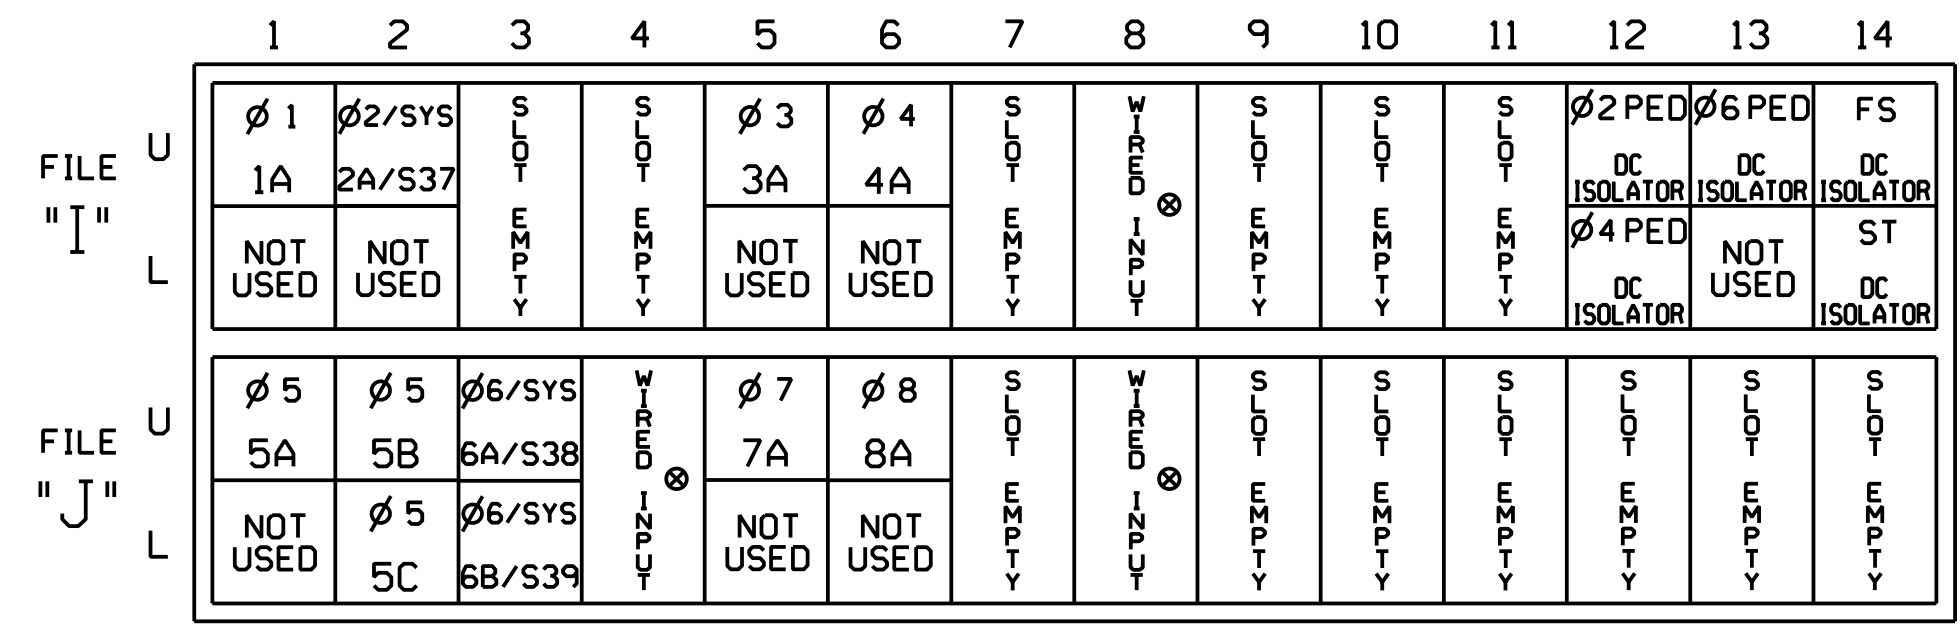 1 2 3 4 5 6 7 8 9 10 11 12 13 14
FILE "I"
U
L
Ø 1
1A
NOT USED
Ø2/SYS
2A/S37
NOT USED
SLOT EMPTY
SLOT EMPTY
Ø 3
3A
NOT USED
Ø 4
4A
NOT USED
SLOT EMPTY
WIRED INPUT
SLOT EMPTY
SLOT EMPTY
SLOT EMPTY
Ø2 PED
DC
ISOLATOR
Ø4 PED
DC
ISOLATOR
Ø6 PED
DC
ISOLATOR
NOT USED
FS
DC
ISOLATOR
ST
DC
ISOLATOR
FILE "J"
U
L
Ø 5
5A
NOT USED
Ø 5
5B
Ø 5
5C
Ø6/SYS
6A/S38
Ø6/SYS
6B/S39
WIRED INPUT
Ø 7
7A
NOT USED
Ø 8
8A
NOT USED
SLOT EMPTY
WIRED INPUT
SLOT EMPTY
SLOT EMPTY
SLOT EMPTY
SLOT EMPTY
SLOT EMPTY
SLOT EMPTY